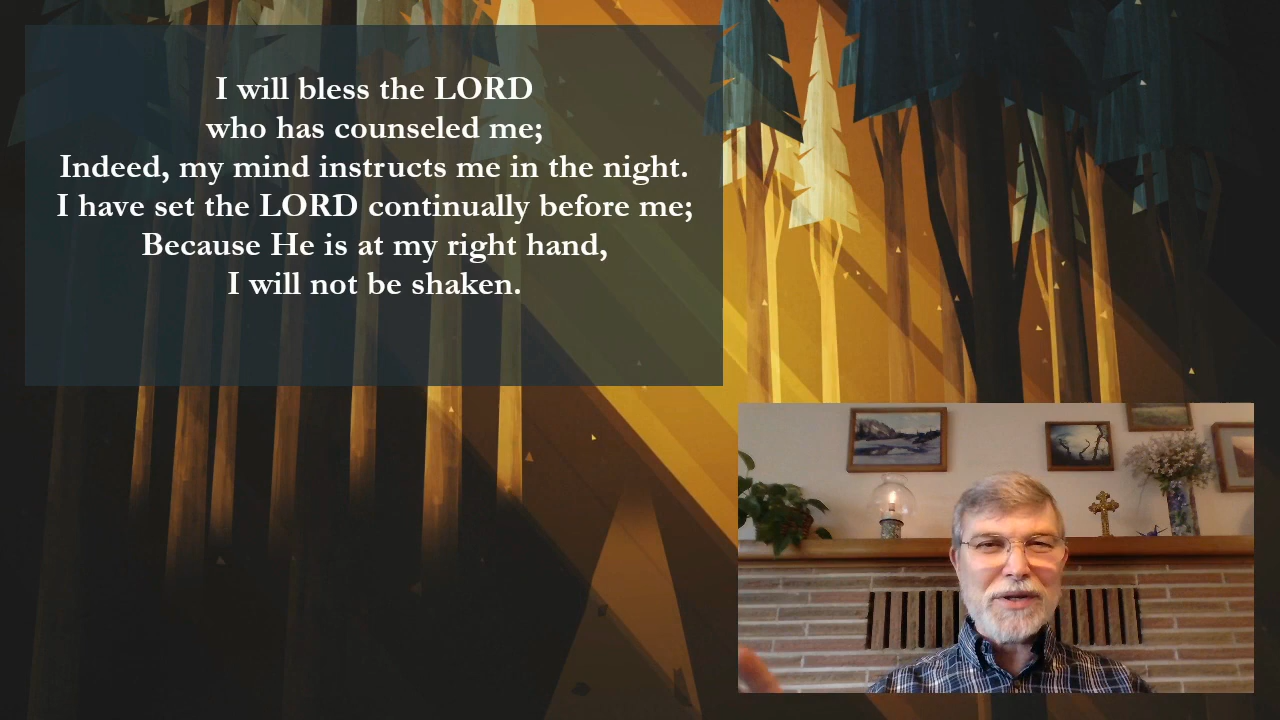 I will bless the LORD
who has counseled me;
Indeed, my mind instructs me in the night.
I have set the LORD continually before me;
Because He is at my right hand,
I will not be shaken.